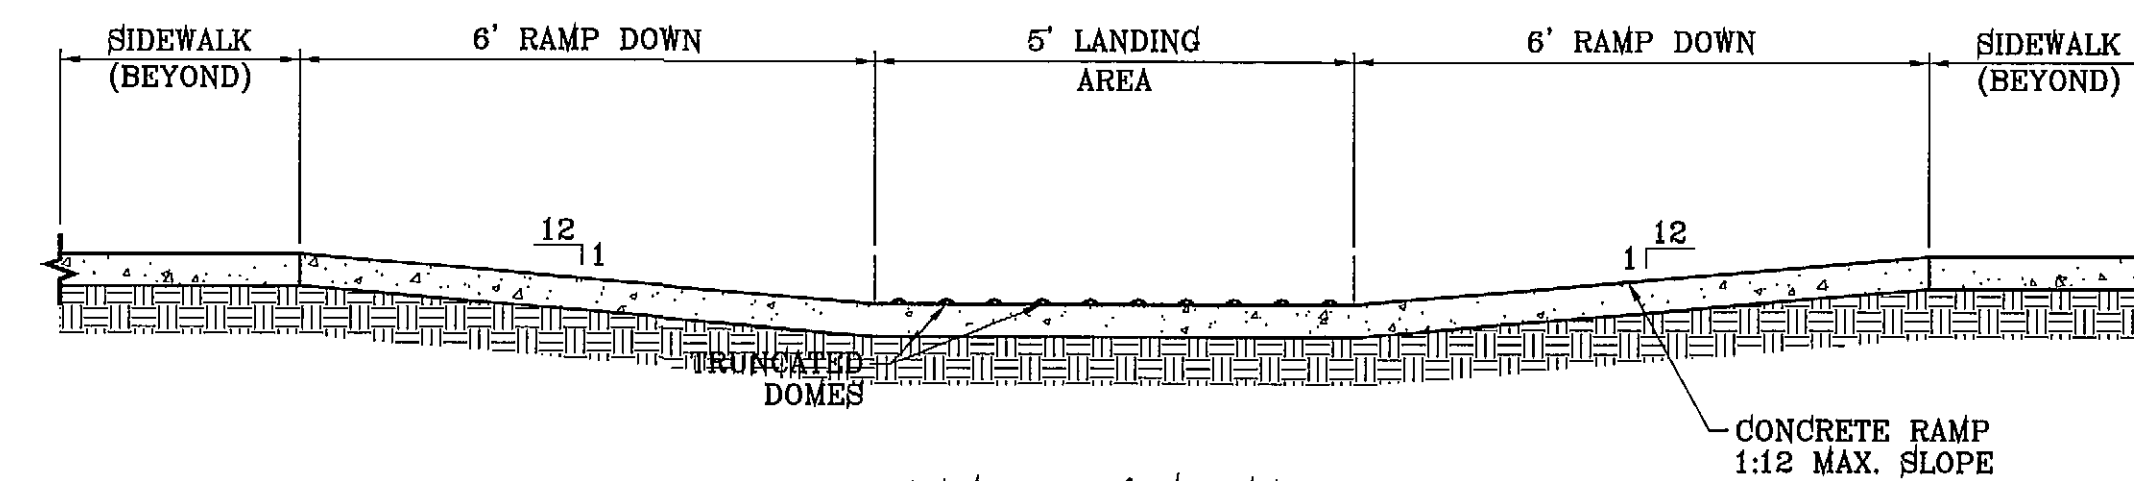 SIDEWALK
(BEYOND)
6' RAMP DOWN
5' LANDING
AREA
6' RAMP DOWN
SIDEWALK
(BEYOND)
12
1
1
12
TRUNCATED
DOMES
CONCRETE RAMP
1:12 MAX. SLOPE